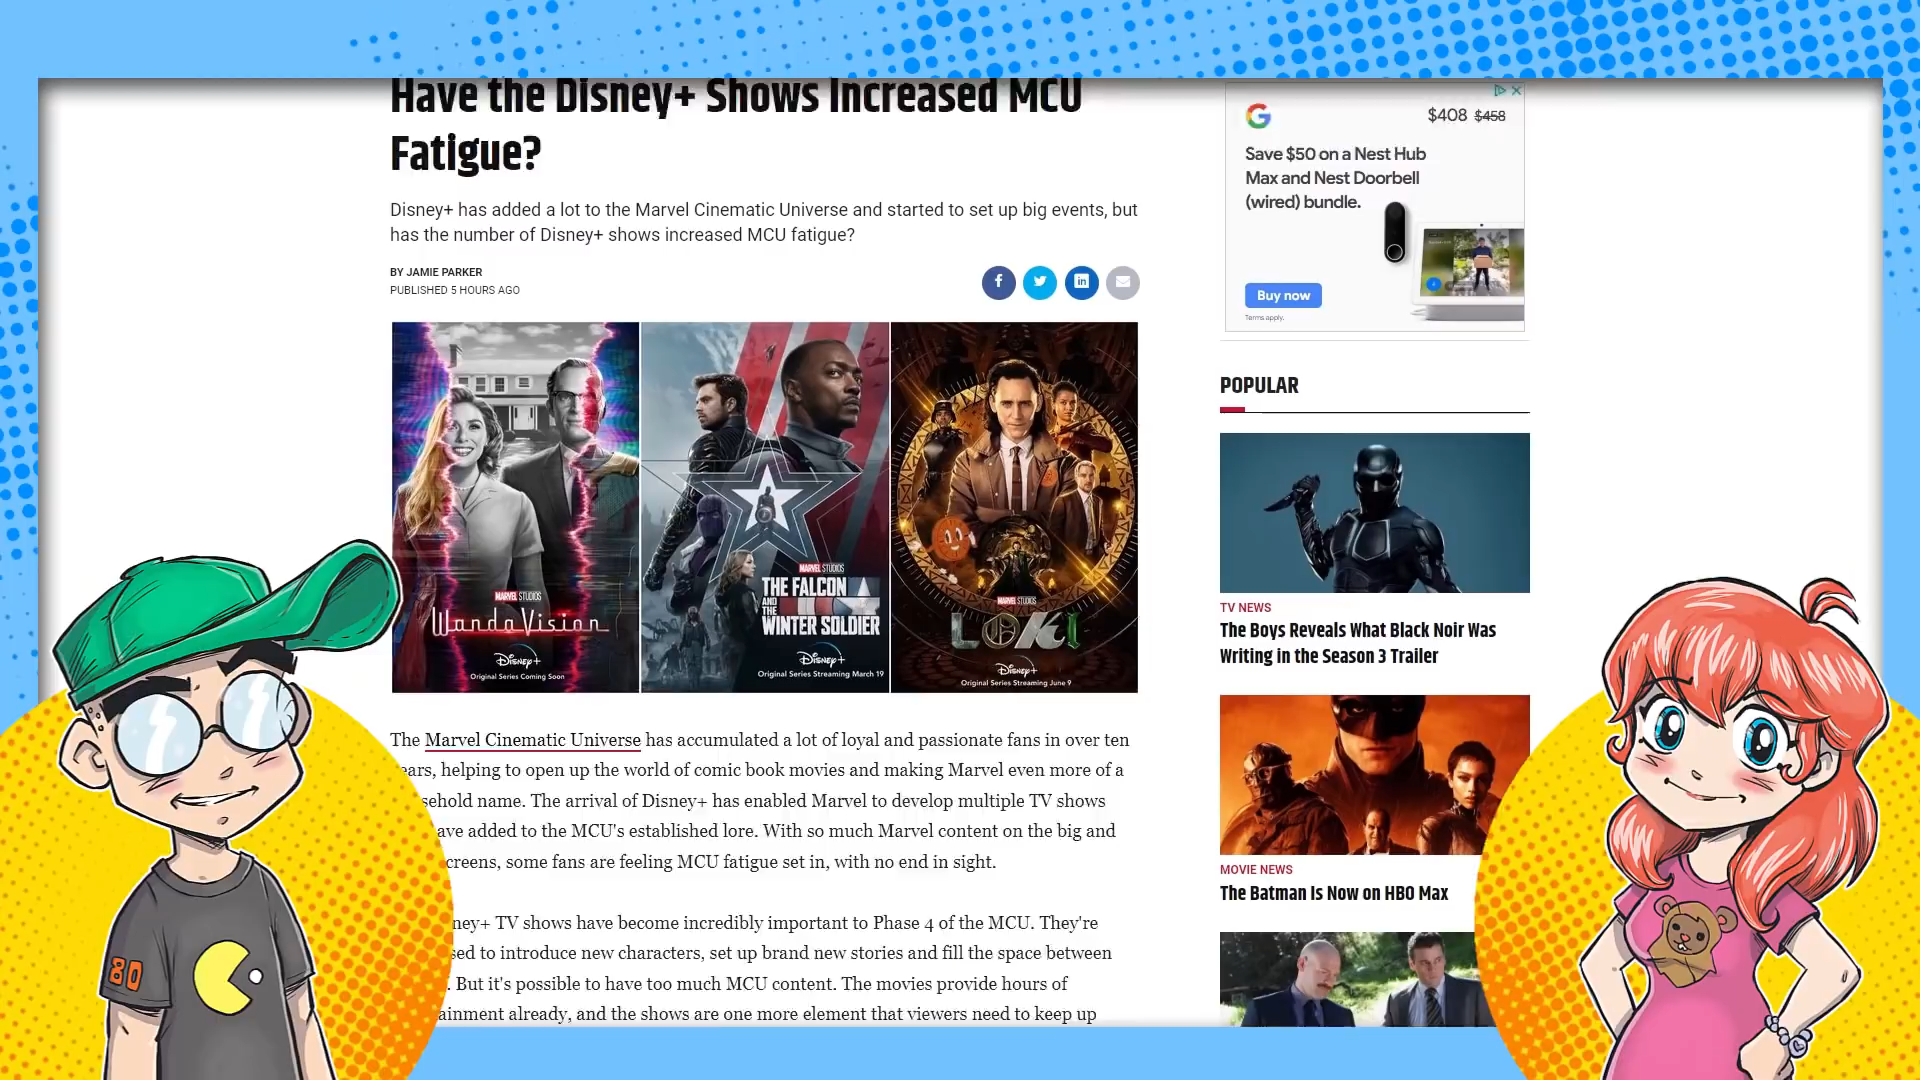 Have the Disney+ Shows Increased MCU
Fatigue?
Disney+ has added a lot to the Marvel Cinematic Universe and started to set up big events, but
has the number of Disney+ shows increased MCU fatigue?
BY JAMIE PARKER
PUBLISHED 5 HOURS AGO
f
in
MARVEL STUDIOS
WandaVision
Disney+
Original Series Coming Soon
MARVEL STUDIOS
THE FALCON
AND THE
WINTER SOLDIER
Disney+
Original Series Streaming March 19
MARVEL STUDIOS
LOKI
Disney+
Original Series Streaming June 9
The Marvel Cinematic Universe has accumulated a lot of loyal and passionate fans in over ten
ears, helping to open up the world of comic book movies and making Marvel even more of a
sehold name. The arrival of Disney+ has enabled Marvel to develop multiple TV shows
ave added to the MCU's established lore. With so much Marvel content on the big and
creens, some fans are feeling MCU fatigue set in, with no end in sight.
ney+ TV shows have become incredibly important to Phase 4 of the MCU. They're
sed to introduce new characters, set up brand new stories and fill the space between
. But it's possible to have too much MCU content. The movies provide hours of
ainment already, and the shows are one more element that viewers need to keep up
G
$408 $458
Save $50 on a Nest Hub
Max and Nest Doorbell
(wired) bundle.
Buy now
Terms apply.
POPULAR
TV NEWS
The Boys Reveals What Black Noir Was
Writing in the Season 3 Trailer
MOVIE NEWS
The Batman Is Now on HBO Max
80